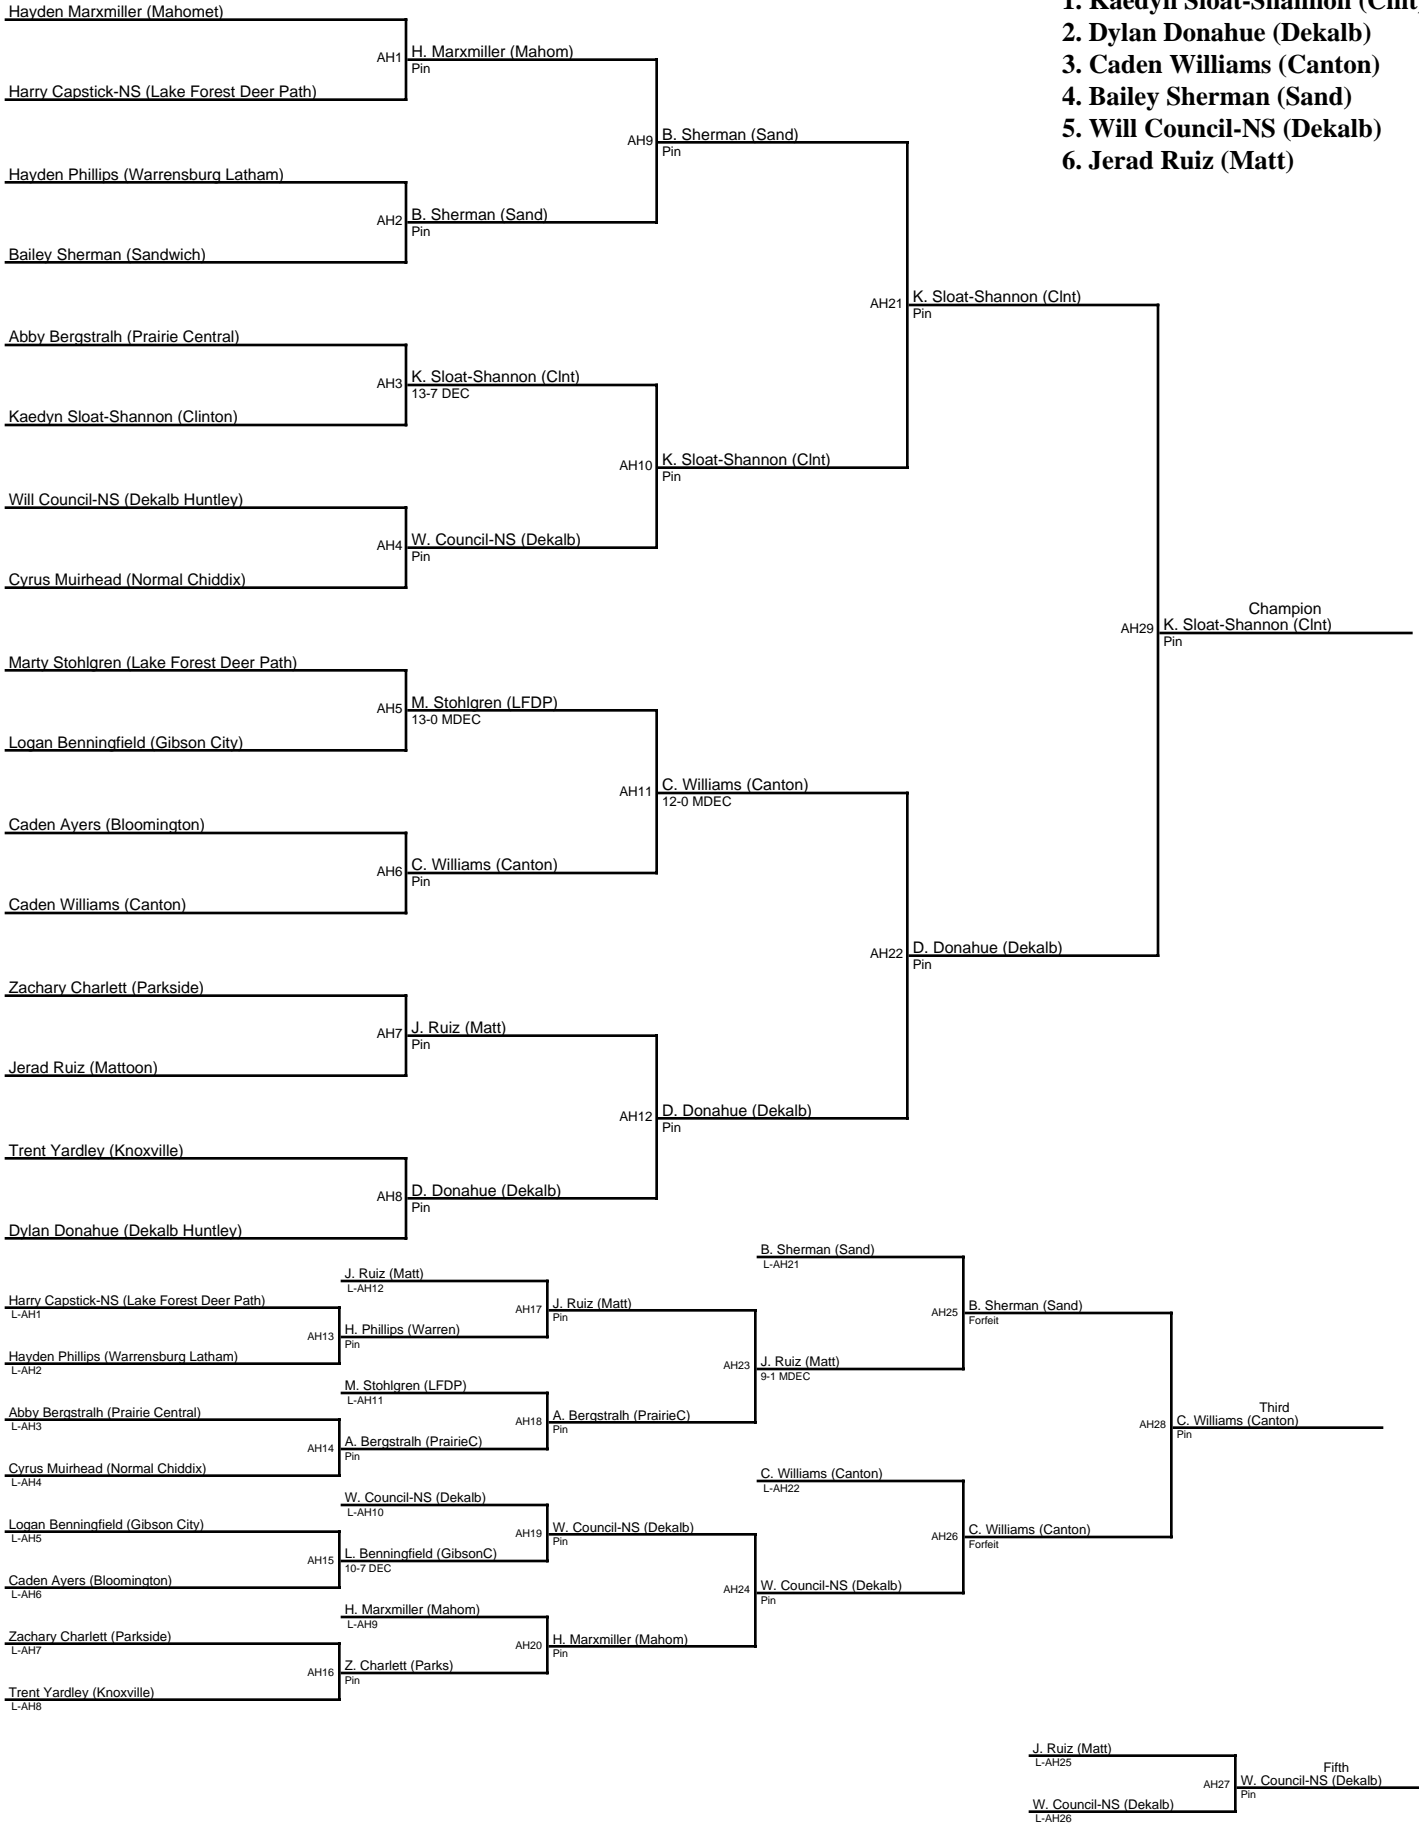 Hayden Marxmiller (Mahomet)
1. Kaedyn Sloat-Shannon
2. Dylan Donahue (Dekalb)
3. Caden Williams (Canton)
4. Bailey Sherman (Sand)
5. Will Council-NS (Dekalb)
6. Jerad Ruiz (Matt)
AH1
H. Marxmiller (Mahom)
Pin
Harry Capstick-NS (Lake Forest Deer Path)
AH9
B. Sherman (Sand)
Pin
Hayden Phillips (Warrensburg Latham)
AH2
B. Sherman (Sand)
Pin
Bailey Sherman (Sandwich)
AH21
K. Sloat-Shannon (Clnt)
Pin
Abby Bergstralh (Prairie Central)
AH3
K. Sloat-Shannon (Clnt)
13-7 DEC
Kaedyn Sloat-Shannon (Clinton)
AH10
K. Sloat-Shannon (Clnt)
Pin
Will Council-NS (Dekalb Huntley)
AH4
W. Council-NS (Dekalb)
Pin
Cyrus Muirhead (Normal Chiddix)
Champion
AH29
K. Sloat-Shannon (Clnt)
Pin
Marty Stohlgren (Lake Forest Deer Path)
AH5
M. Stohlgren (LFDP)
13-0 MDEC
Logan Benningfield (Gibson City)
AH11
C. Williams (Canton)
12-0 MDEC
Caden Ayers (Bloomington)
AH6
C. Williams (Canton)
Pin
Caden Williams (Canton)
AH22
D. Donahue (Dekalb)
Pin
Zachary Charlett (Parkside)
AH7
J. Ruiz (Matt)
Pin
Jerad Ruiz (Mattoon)
AH12
D. Donahue (Dekalb)
Pin
Trent Yardley (Knoxville)
AH8
D. Donahue (Dekalb)
Pin
Dylan Donahue (Dekalb Huntley)
B. Sherman (Sand)
L-AH21
J. Ruiz (Matt)
L-AH12
Harry Capstick-NS (Lake Forest Deer Path)
L-AH1
AH17
J. Ruiz (Matt)
Pin
AH25
B. Sherman (Sand)
Forfeit
AH13
H. Phillips (Warren)
Pin
Hayden Phillips (Warrensburg Latham)
L-AH2
AH23
J. Ruiz (Matt)
9-1 MDEC
M. Stohlgren (LFDP)
L-AH11
Abby Bergstralh (Prairie Central)
L-AH3
AH18
A. Bergstralh (PrairieC)
Pin
Third
AH28
C. Williams (Canton)
Pin
AH14
A. Bergstralh (PrairieC)
Pin
Cyrus Muirhead (Normal Chiddix)
L-AH4
C. Williams (Canton)
L-AH22
W. Council-NS (Dekalb)
L-AH10
Logan Benningfield (Gibson City)
L-AH5
AH19
W. Council-NS (Dekalb)
Pin
AH26
C. Williams (Canton)
Forfeit
AH15
L. Benningfield (GibsonC)
10-7 DEC
Caden Ayers (Bloomington)
L-AH6
AH24
W. Council-NS (Dekalb)
Pin
H. Marxmiller (Mahom)
L-AH9
Zachary Charlett (Parkside)
L-AH7
AH20
H. Marxmiller (Mahom)
Pin
AH16
Z. Charlett (Parks)
Pin
Trent Yardley (Knoxville)
L-AH8
J. Ruiz (Matt)
L-AH25
Fifth
AH27
W. Council-NS (Dekalb)
Pin
W. Council-NS (Dekalb)
L-AH26